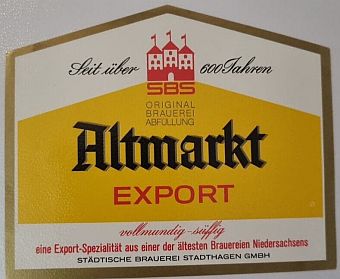 Seit über 600 Jahren
SBS
ORIGINAL
BRAUEREI
ABFÜLLUNG
Altmarkt
EXPORT
vollmundig-süffig
eine Export-Spezialität aus einer der ältesten Brauereien Niedersachsens
STÄDTISCHE BRAUEREI STADTHAGEN GMBH